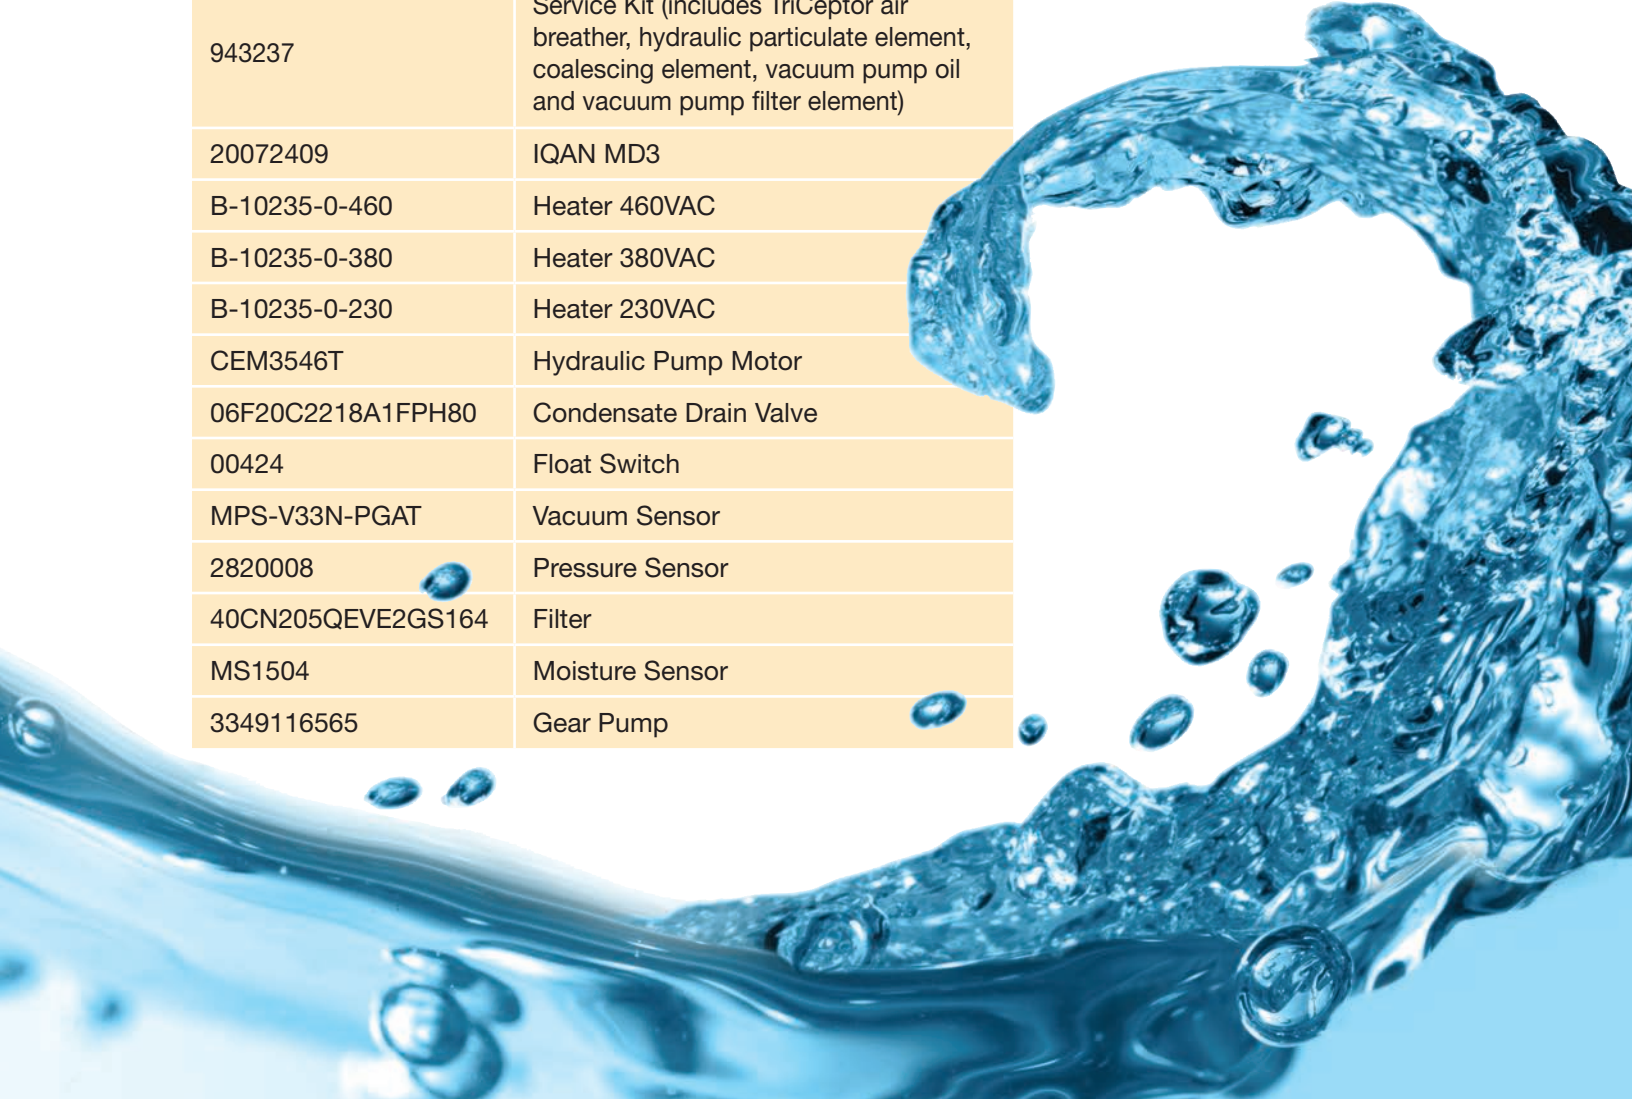 Service Kit (includes TriCeptor air
943237
breather, hydraulic particulate element,
coalescing element, vacuum pump oil
and vacuum pump filter element)
20072409 IQAN MD3
B-10235-0-460 Heater 460VAC
B-10235-0-380 Heater 380VAC
B-10235-0-230 Heater 230VAC
CEM3546T Hydraulic Pump Motor
06F20C2218A1FPH80 Condensate Drain Valve
00424 Float Switch
MPS-V33N-PGAT Vacuum Sensor
2820008 Pressure Sensor
40CN205QEVE2GS164 Filter
MS1504 Moisture Sensor
3349116565 Gear Pump